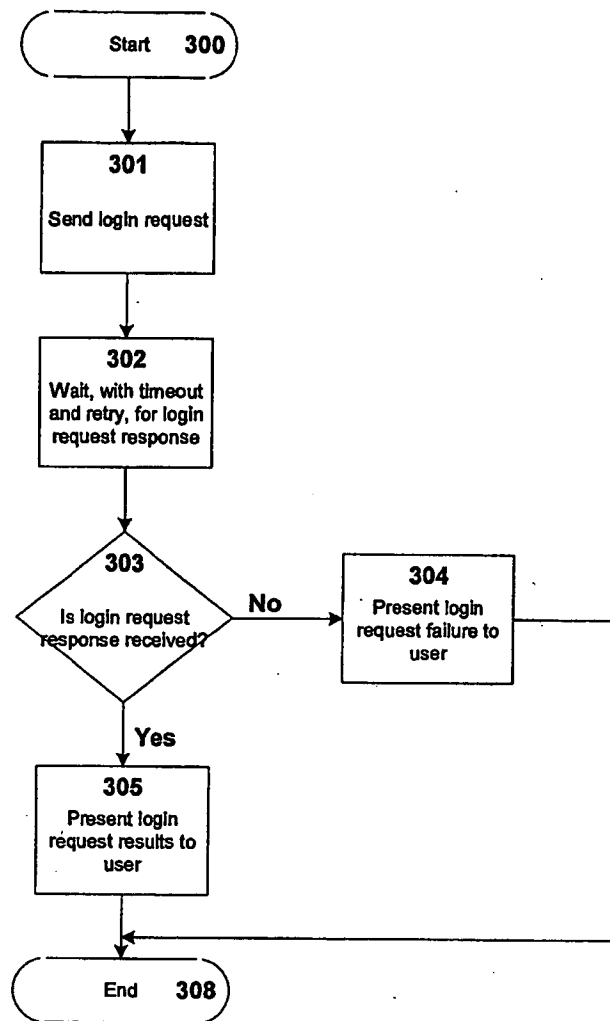 Start 300
301
Send login request
302
Wait, with timeout
and retry, for login
request response
303
Is login request
response received?
No
304
Present login
request failure to
user
Yes
305
Present login
request results to
user
End 308